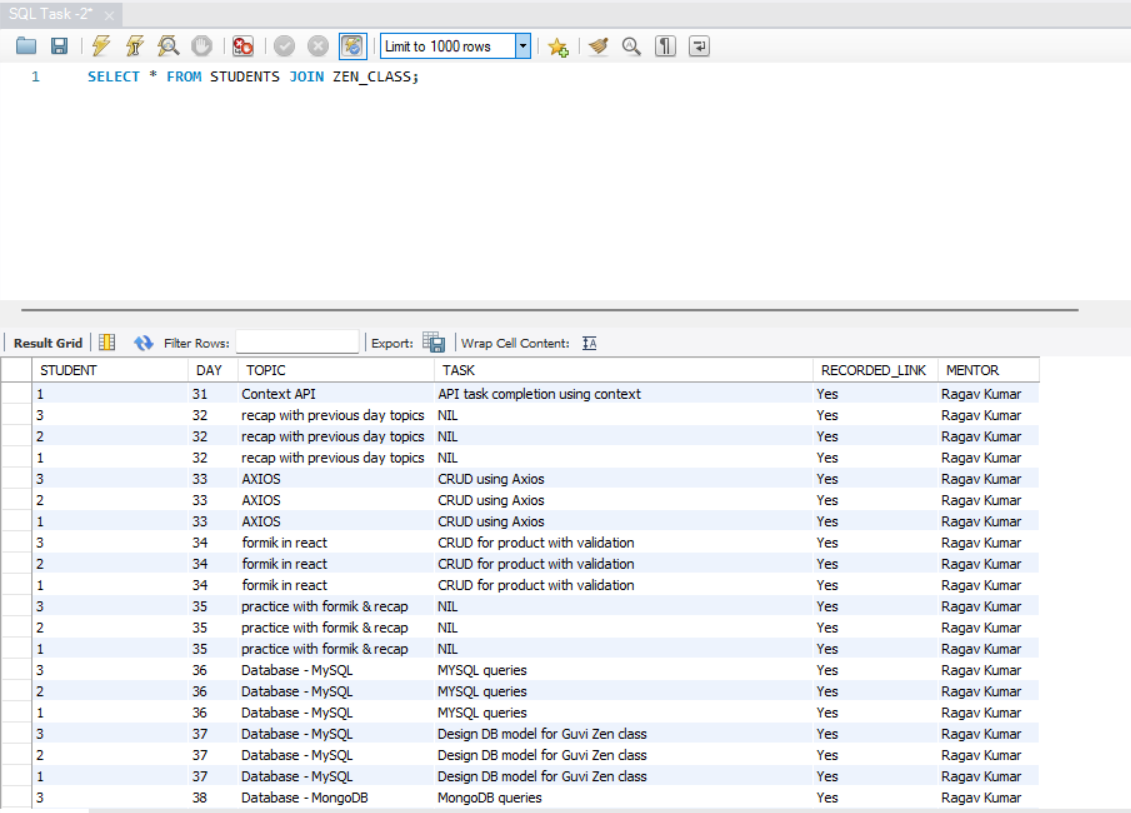 SQL Task -2*
Limit to 1000 rows
1 SELECT * FROM STUDENTS JOIN ZEN_CLASS;
Result Grid Filter Rows: Export: Wrap Cell Content:
STUDENT DAY TOPIC TASK RECORDED_LINK MENTOR
1 31 Context API API task completion using context Yes Ragav Kumar
3 32 recap with previous day topics NIL Yes Ragav Kumar
2 32 recap with previous day topics NIL Yes Ragav Kumar
1 32 recap with previous day topics NIL Yes Ragav Kumar
3 33 AXIOS CRUD using Axios Yes Ragav Kumar
2 33 AXIOS CRUD using Axios Yes Ragav Kumar
1 33 AXIOS CRUD using Axios Yes Ragav Kumar
3 34 formik in react CRUD for product with validation Yes Ragav Kumar
2 34 formik in react CRUD for product with validation Yes Ragav Kumar
1 34 formik in react CRUD for product with validation Yes Ragav Kumar
3 35 practice with formik & recap NIL Yes Ragav Kumar
2 35 practice with formik & recap NIL Yes Ragav Kumar
1 35 practice with formik & recap NIL Yes Ragav Kumar
3 36 Database - MySQL MYSQL queries Yes Ragav Kumar
2 36 Database - MySQL MYSQL queries Yes Ragav Kumar
1 36 Database - MySQL MYSQL queries Yes Ragav Kumar
3 37 Database - MySQL Design DB model for Guvi Zen class Yes Ragav Kumar
2 37 Database - MySQL Design DB model for Guvi Zen class Yes Ragav Kumar
1 37 Database - MySQL Design DB model for Guvi Zen class Yes Ragav Kumar
3 38 Database - MongoDB MongoDB queries Yes Ragav Kumar